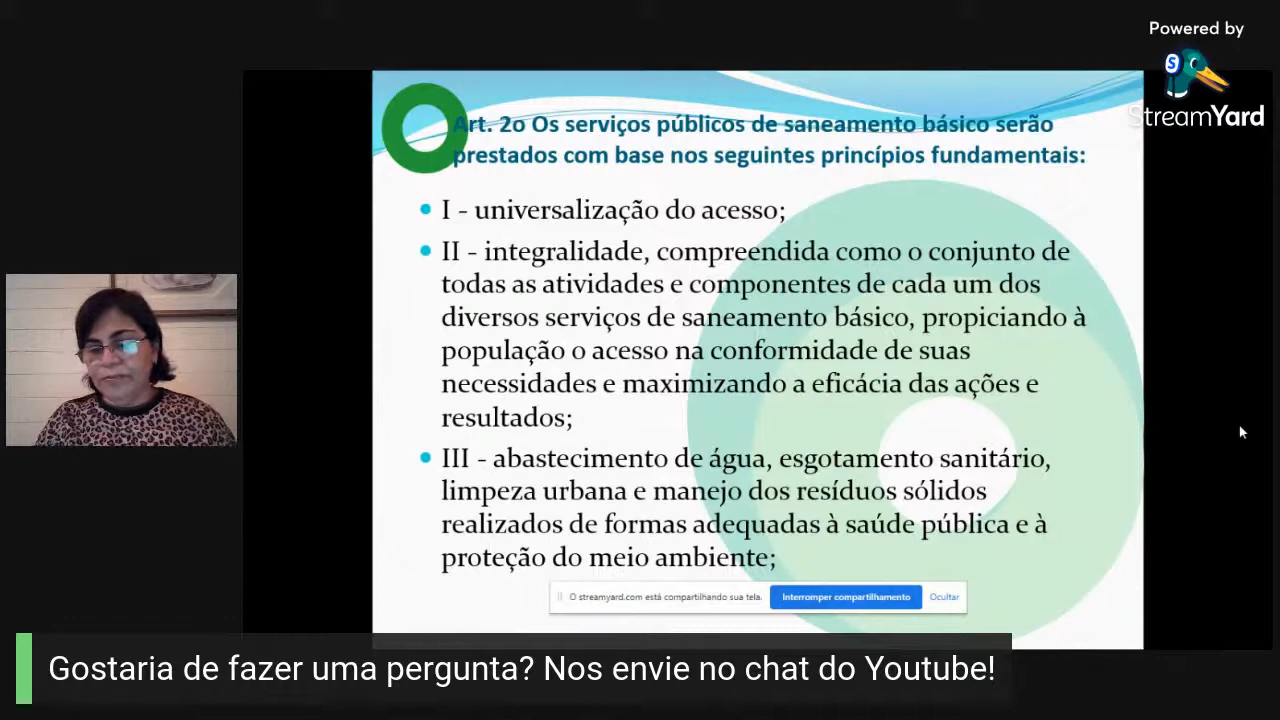 Powered by
StreamYard
Art. 2o Os serviços públicos de saneamento básico serão
prestados com base nos seguintes princípios fundamentais:
I - universalização do acesso;
II - integralidade, compreendida como o conjunto de
todas as atividades e componentes de cada um dos
diversos serviços de saneamento básico, propiciando à
população o acesso na conformidade de suas
necessidades e maximizando a eficácia das ações e
resultados;
III - abastecimento de água, esgotamento sanitário,
limpeza urbana e manejo dos resíduos sólidos
realizados de formas adequadas à saúde pública e à
proteção do meio ambiente;
O streamyard.com está compartilhando sua tela. Interromper compartilhamento Ocultar
Gostaria de fazer uma pergunta? Nos envie no chat do Youtube!